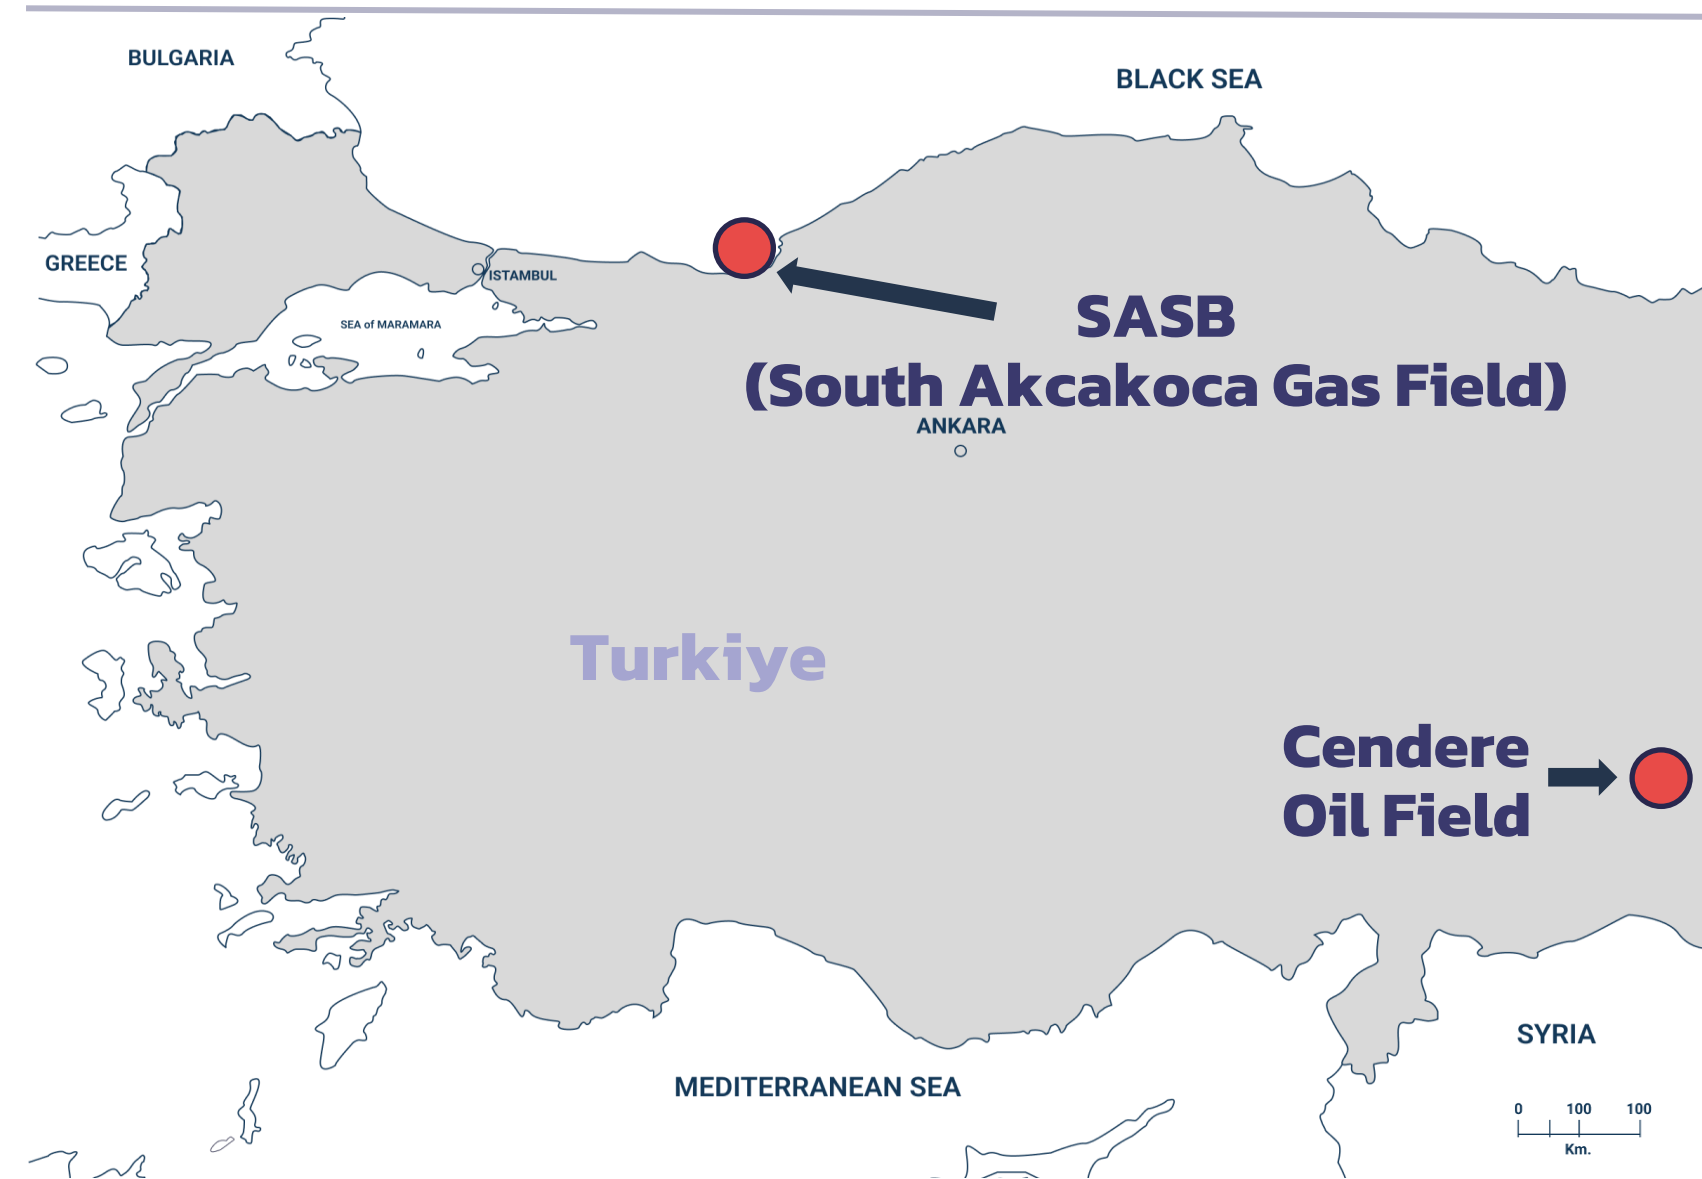 BULGARIA
BLACK SEA
GREECE
ISTAMBUL
SEA of MARAMARA
SASB
(South Akcakoca Gas Field)
ANKARA
Turkiye
Cendere
Oil Field
SYRIA
MEDITERRANEAN SEA
0 100 100
Km.